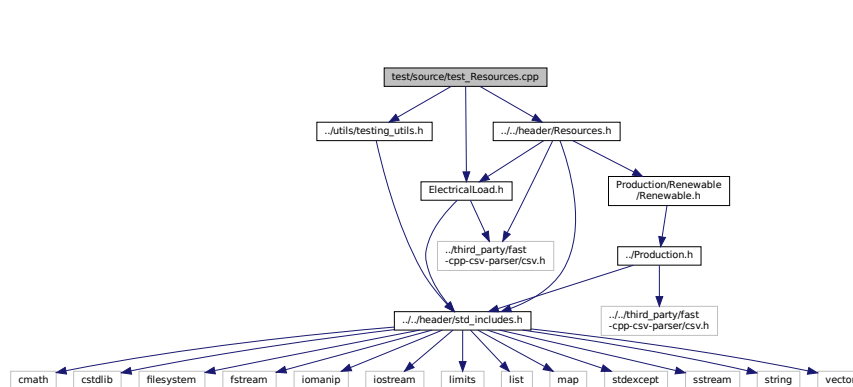 test/source/test_Resources.cpp
../utils/testing_utils.h
../../header/Resources.h
ElectricalLoad.h
Production/Renewable
/Renewable.h
../third_party/fast
-cpp-csv-parser/csv.h
../Production.h
../../header/std_includes.h
../../third_party/fast
-cpp-csv-parser/csv.h
cmath
cstdlib
filesystem
fstream
iomanip
iostream
limits
list
map
stdexcept
sstream
string
vector